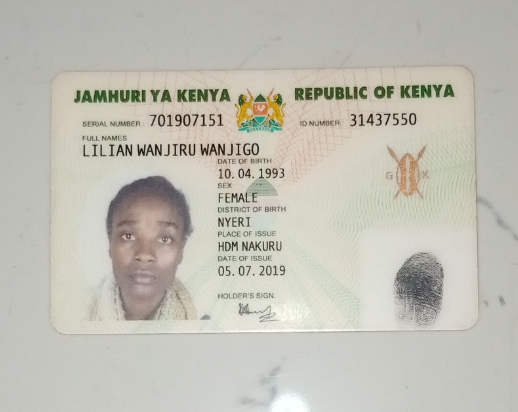 JAMHURI YA KENYA REPUBLIC OF KENYA
SERIAL NUMBER: 701907151 ID NUMBER: 31437550
FULL NAMES
LILIAN WANJIRU WANJIGO
DATE OF BIRTH
10.04.1993
SEX
FEMALE
DISTRICT OF BIRTH
NYERI
PLACE OF ISSUE
HDM NAKURU
DATE OF ISSUE
05.07.2019
HOLDER'S SIGN.
G K